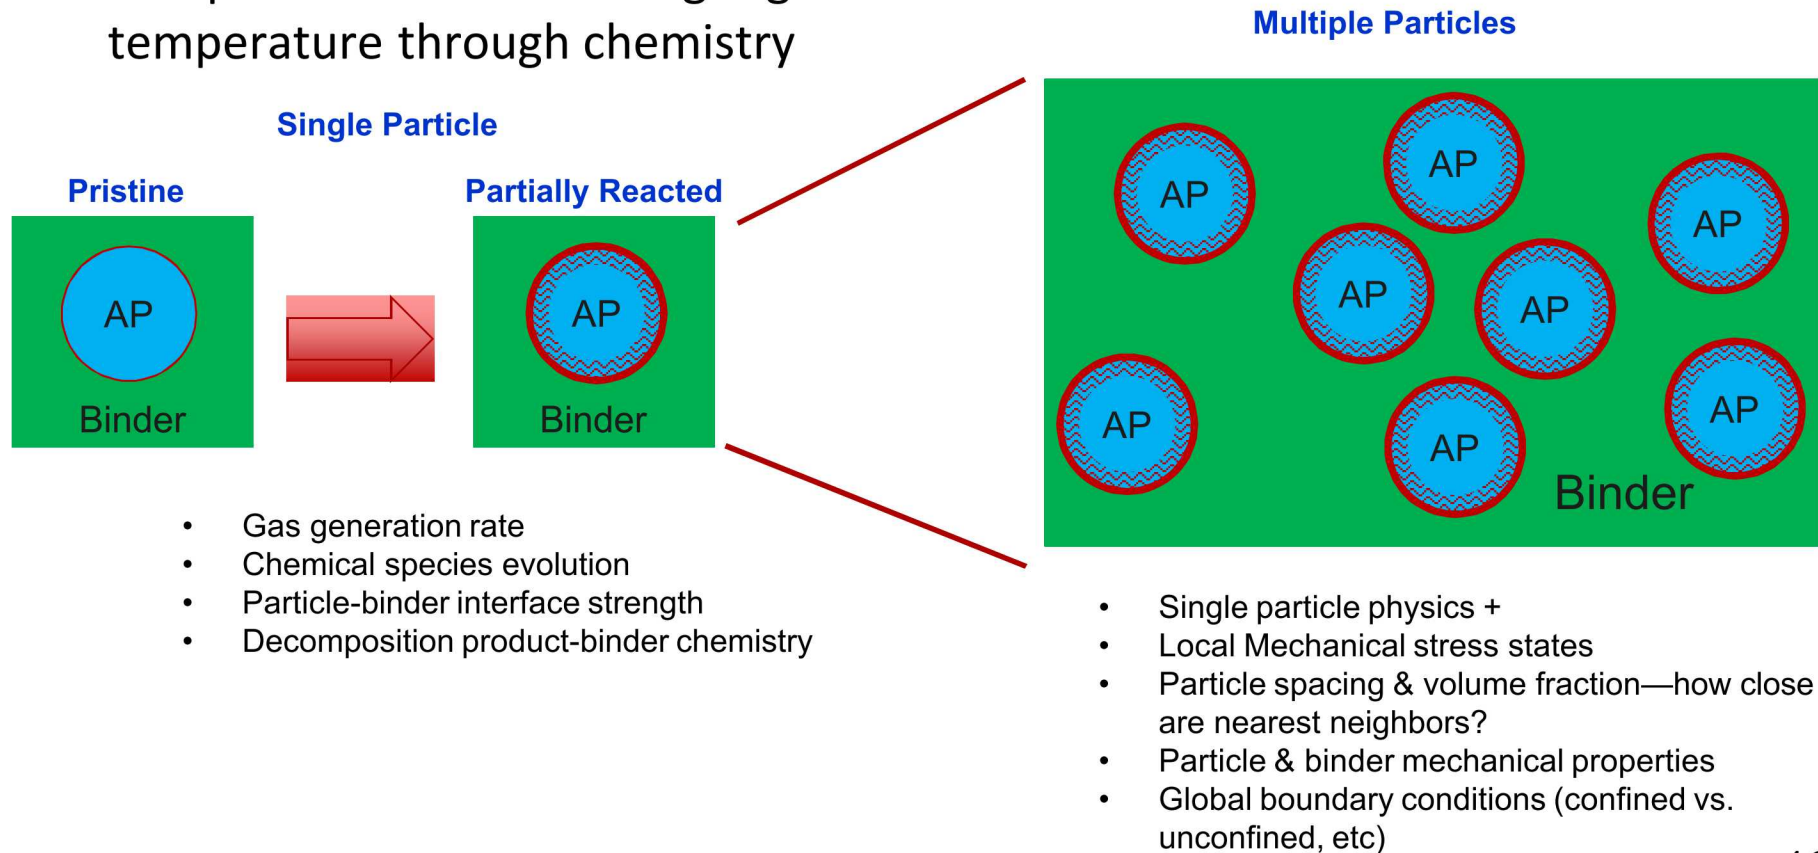 temperature through chemistry
Single Particle
Pristine
Partially Reacted
AP
Binder
AP
Binder
• Gas generation rate
• Chemical species evolution
• Particle-binder interface strength
• Decomposition product-binder chemistry
Multiple Particles
AP
AP
AP
AP
AP
AP
AP
AP
Binder
• Single particle physics +
• Local Mechanical stress states
• Particle spacing & volume fraction—how close
are nearest neighbors?
• Particle & binder mechanical properties
• Global boundary conditions (confined vs.
unconfined, etc)